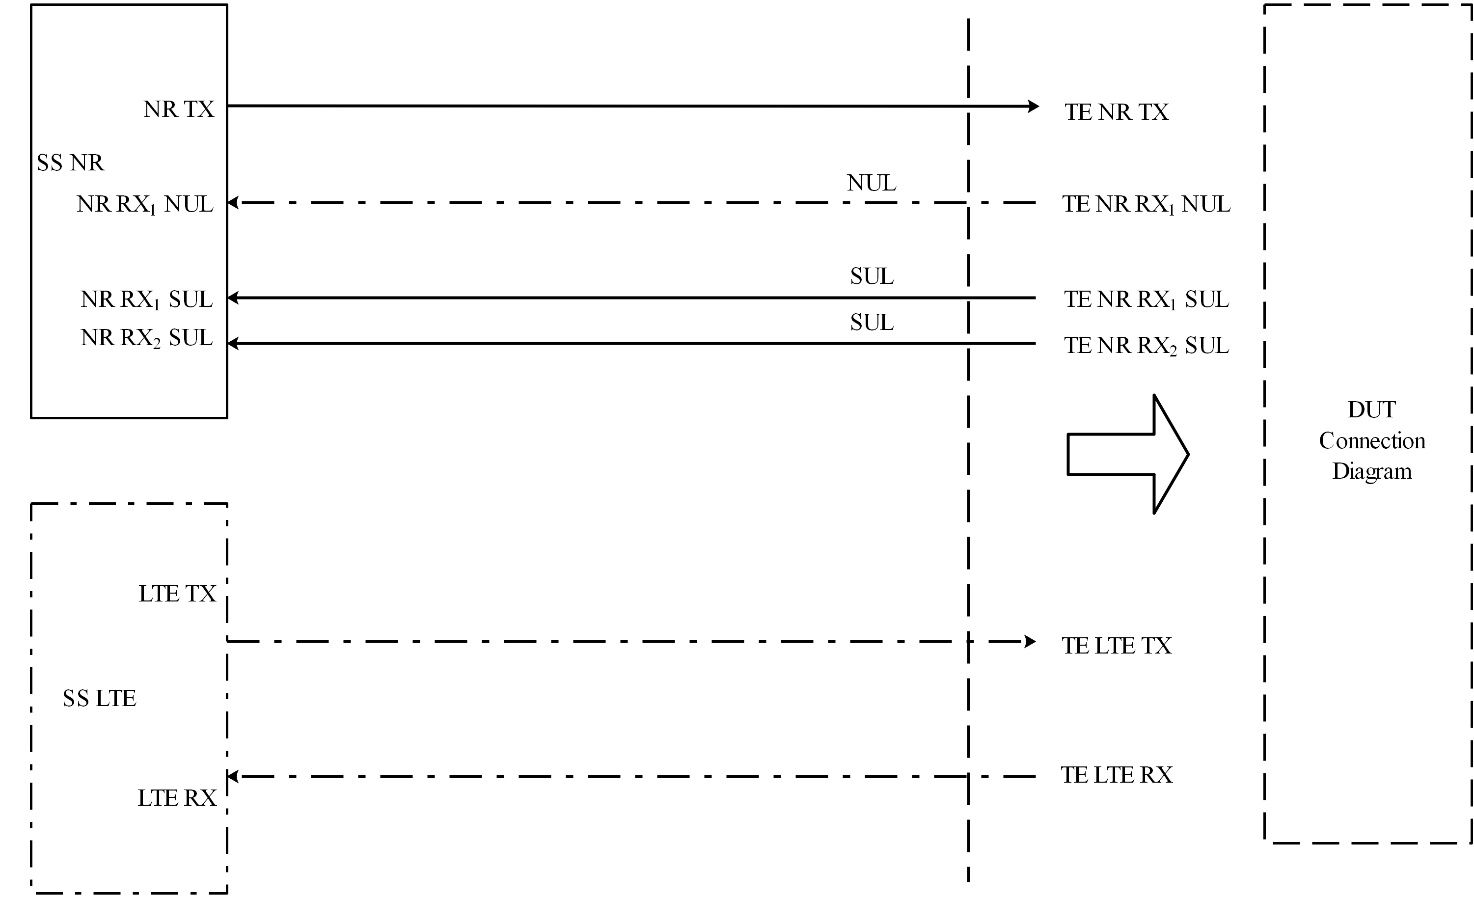 NR TX
TE NR TX
SS NR
NUL
NR RX₁ NUL
TE NR RX₁ NUL
SUL
NR RX₁ SUL
TE NR RX₁ SUL
SUL
NR RX₂ SUL
TE NR RX₂ SUL
DUT
Connection
Diagram
LTE TX
TE LTE TX
SS LTE
LTE RX
TE LTE RX